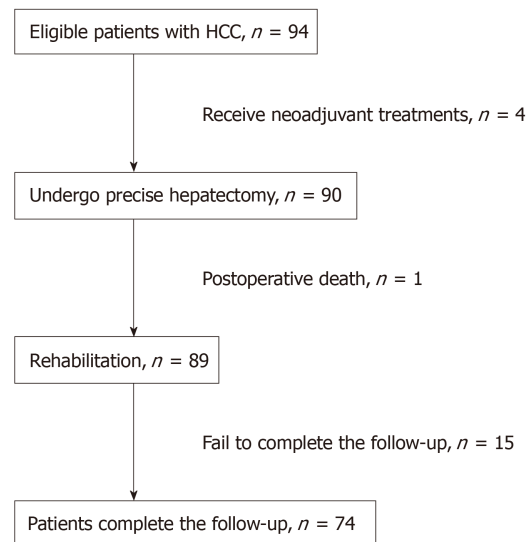 Eligible patients with HCC, n = 94
Receive neoadjuvant treatments, n = 4
Undergo precise hepatectomy, n = 90
Postoperative death, n = 1
Rehabilitation, n = 89
Fail to complete the follow-up, n = 15
Patients complete the follow-up, n = 74